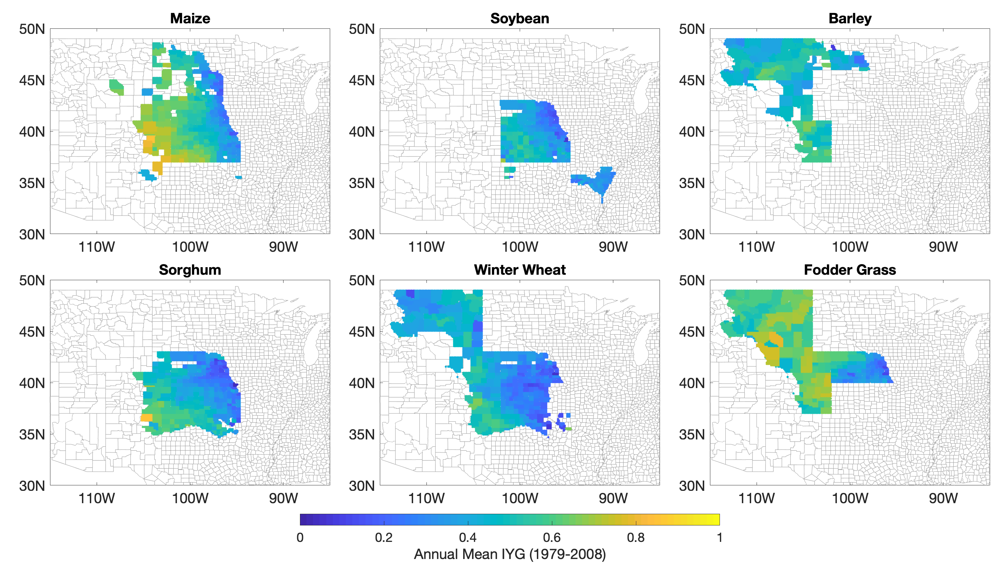 Maize
Soybean
Barley
50N
45N
40N
35N
30N
110W 100W 90W
50N
45N
40N
35N
30N
110W 100W 90W
50N
45N
40N
35N
30N
110W 100W 90W
Sorghum
Winter Wheat
Fodder Grass
50N
45N
40N
35N
30N
110W 100W 90W
50N
45N
40N
35N
30N
110W 100W 90W
50N
45N
40N
35N
30N
110W 100W 90W
0 0.2 0.4 0.6 0.8 1
Annual Mean IYG (1979-2008)